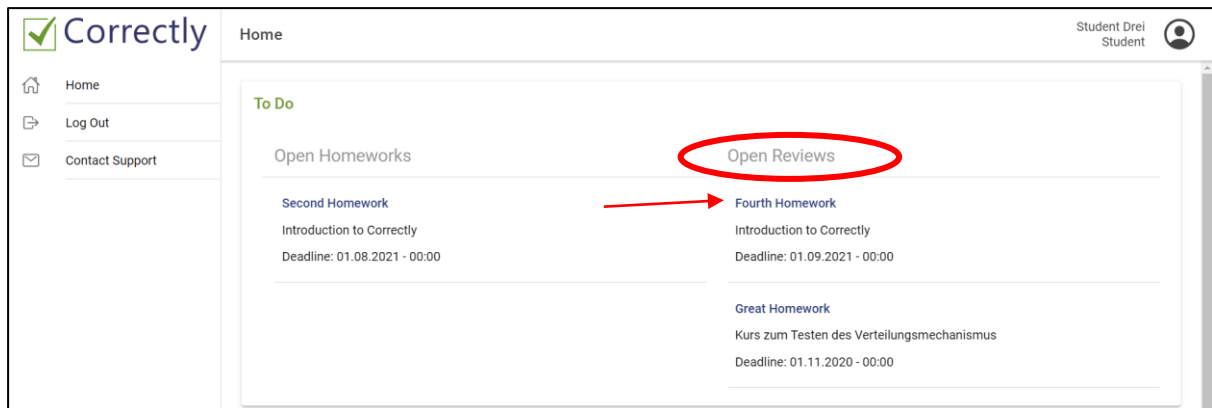 Correctly
Home
Student Drei
Student
Home
Log Out
Contact Support
To Do
Open Homeworks
Second Homework
Introduction to Correctly
Deadline: 01.08.2021 - 00:00
Open Reviews
Fourth Homework
Introduction to Correctly
Deadline: 01.09.2021 - 00:00
Great Homework
Kurs zum Testen des Verteilungsmechanismus
Deadline: 01.11.2020 - 00:00